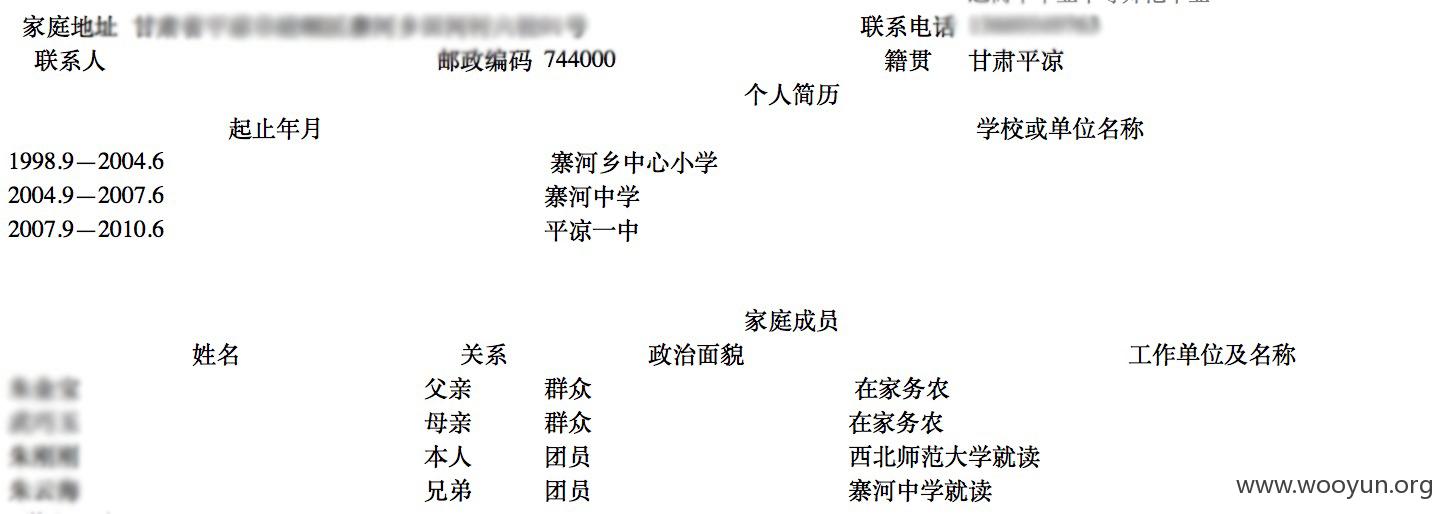 家庭地址 联系电话
联系人 邮政编码 744000 籍贯 甘肃平凉
个人简历
起止年月 学校或单位名称
1998.9—2004.6 寨河乡中心小学
2004.9—2007.6 寨河中学
2007.9—2010.6 平凉一中
家庭成员
姓名 关系 政治面貌 工作单位及名称
父亲 群众 在家务农
母亲 群众 在家务农
本人 团员 西北师范大学就读
兄弟 团员 寨河中学就读
www.wooyun.org